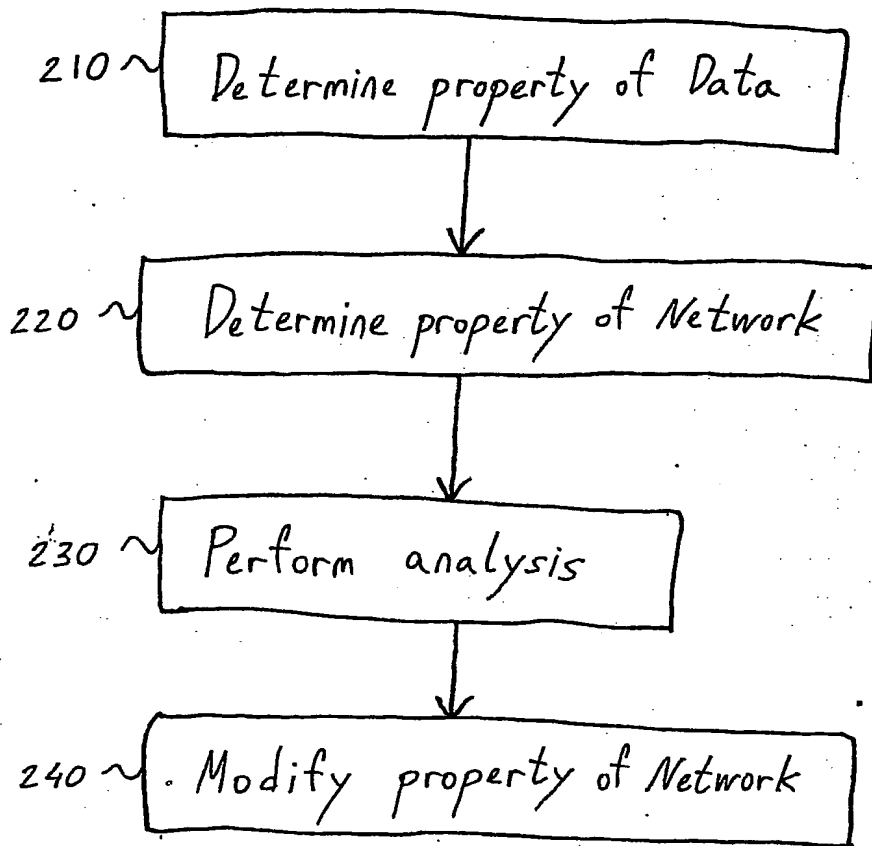 210 Determine property of Data
220 Determine property of Network
230 Perform analysis
240 Modify property of Network